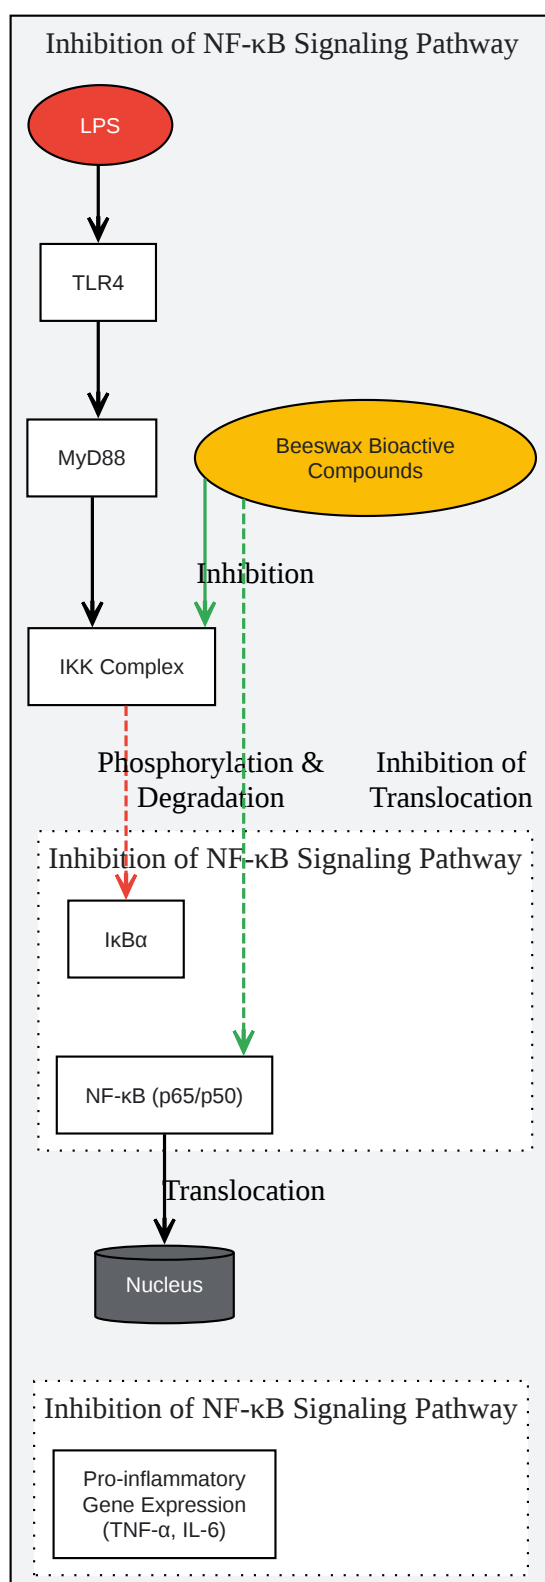 Inhibition of NF-κB Signaling Pathway
LPS
TLR4
MyD88
Beeswax Bioactive
Compounds
Inhibition
IKK Complex
Phosphorylation &
Degradation
Inhibition of
Translocation
Inhibition of NF-κB Signaling Pathway
IκBα
NF-κB (p65/p50)
Translocation
Nucleus
Inhibition of NF-κB Signaling Pathway
Pro-inflammatory
Gene Expression
(TNF-α, IL-6)